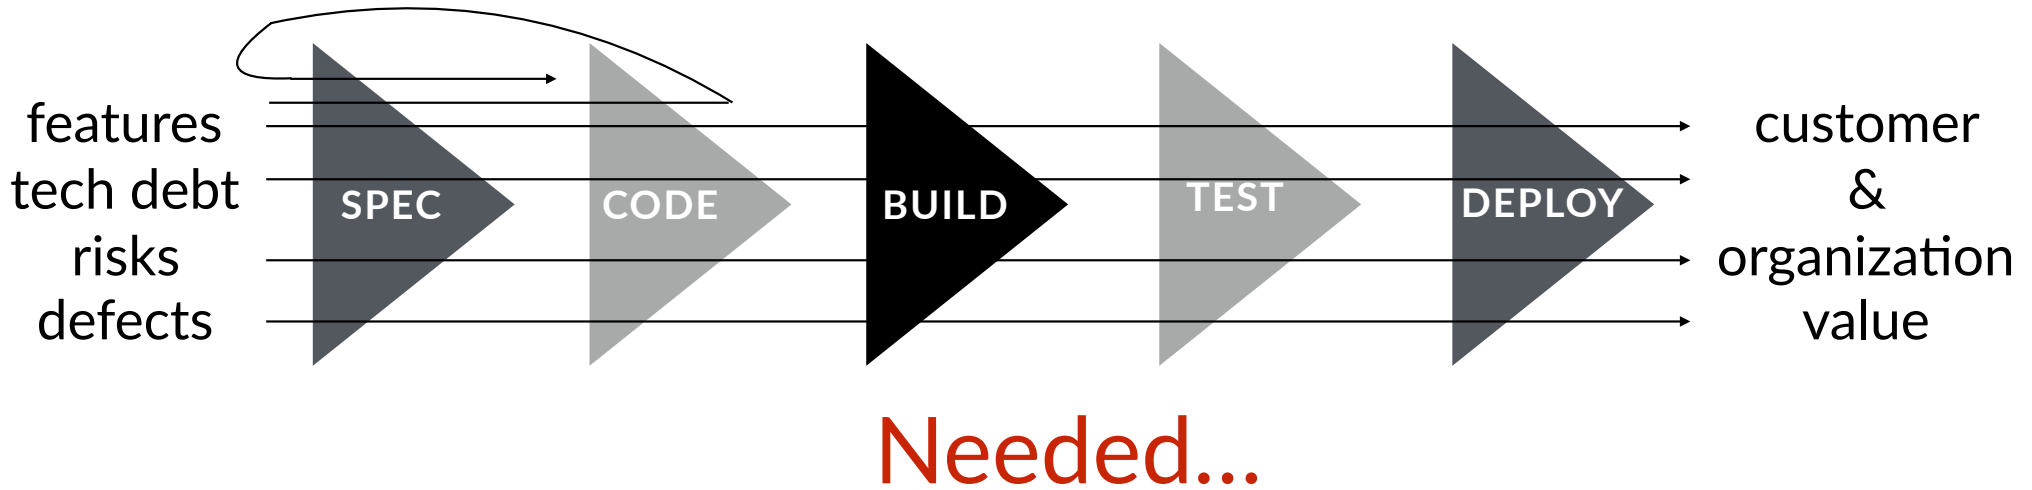 features
tech debt
risks
defects
SPEC
CODE
BUILD
TEST
DEPLOY
customer
&
organization
value
Needed...